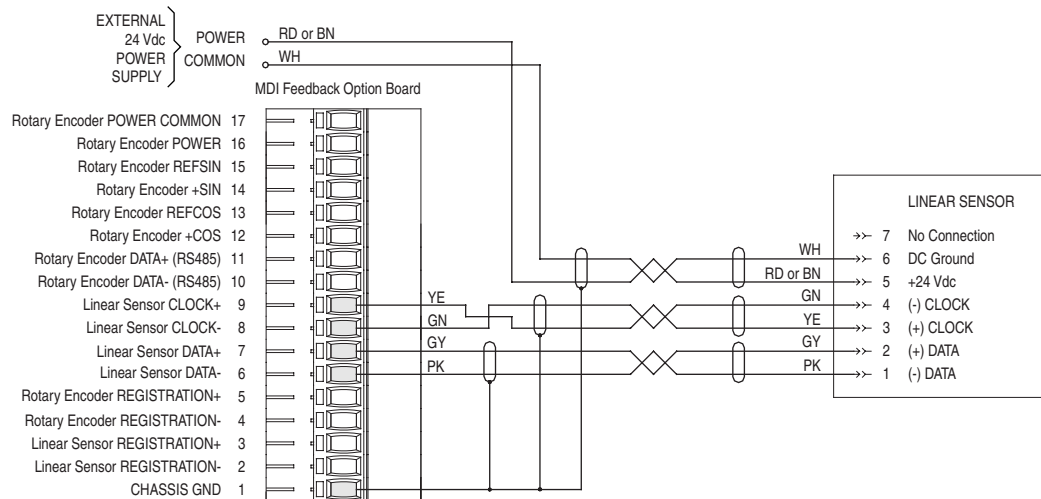 EXTERNAL
24 Vdc
POWER
SUPPLY
POWER
COMMON
RD or BN
WH
MDI Feedback Option Board
Rotary Encoder POWER COMMON 17
Rotary Encoder POWER 16
Rotary Encoder REFSIN 15
Rotary Encoder +SIN 14
Rotary Encoder REFCOS 13
Rotary Encoder +COS 12
Rotary Encoder DATA+ (RS485) 11
Rotary Encoder DATA- (RS485) 10
Linear Sensor CLOCK+ 9
Linear Sensor CLOCK- 8
Linear Sensor DATA+ 7
Linear Sensor DATA- 6
Rotary Encoder REGISTRATION+ 5
Rotary Encoder REGISTRATION- 4
Linear Sensor REGISTRATION+ 3
Linear Sensor REGISTRATION- 2
CHASSIS GND 1
YE
GN
GY
PK
WH
RD or BN
GN
YE
GY
PK
LINEAR SENSOR
7 No Connection
6 DC Ground
5 +24 Vdc
4 (-) CLOCK
3 (+) CLOCK
2 (+) DATA
1 (-) DATA